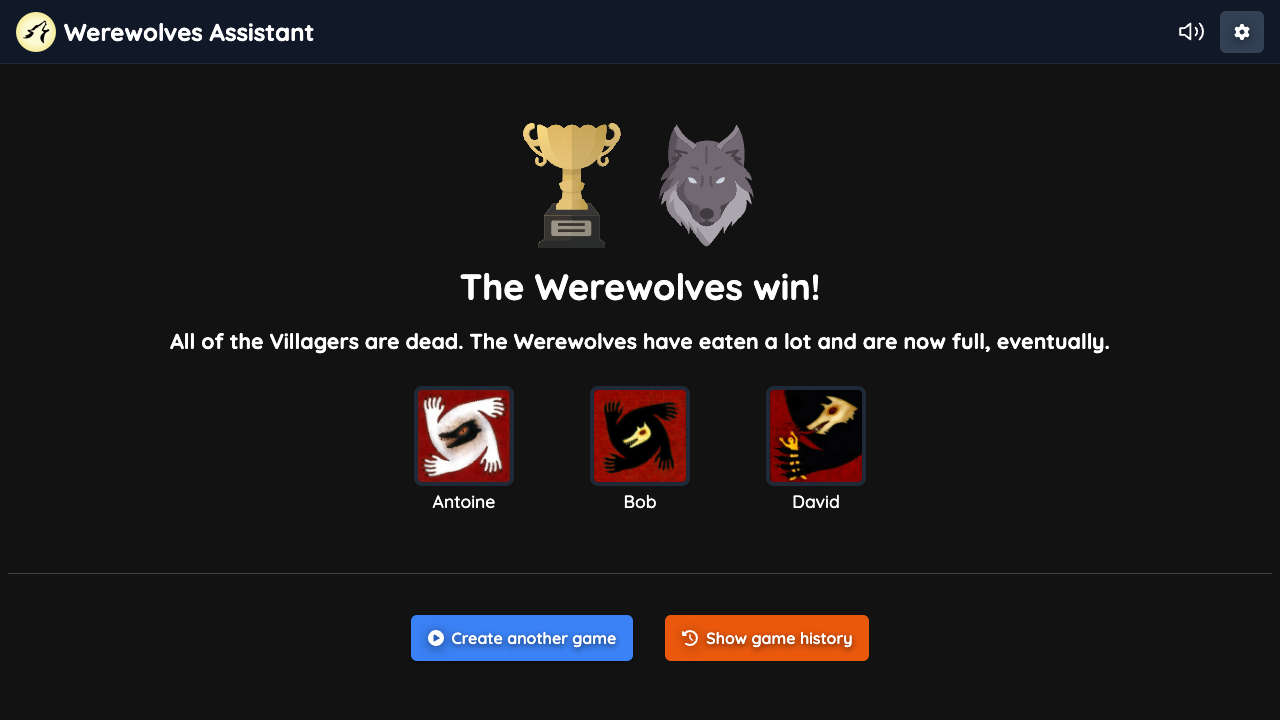 Werewolves Assistant
The Werewolves win!
All of the Villagers are dead. The Werewolves have eaten a lot and are now full, eventually.
Antoine
Bob
David
Create another game
Show game history